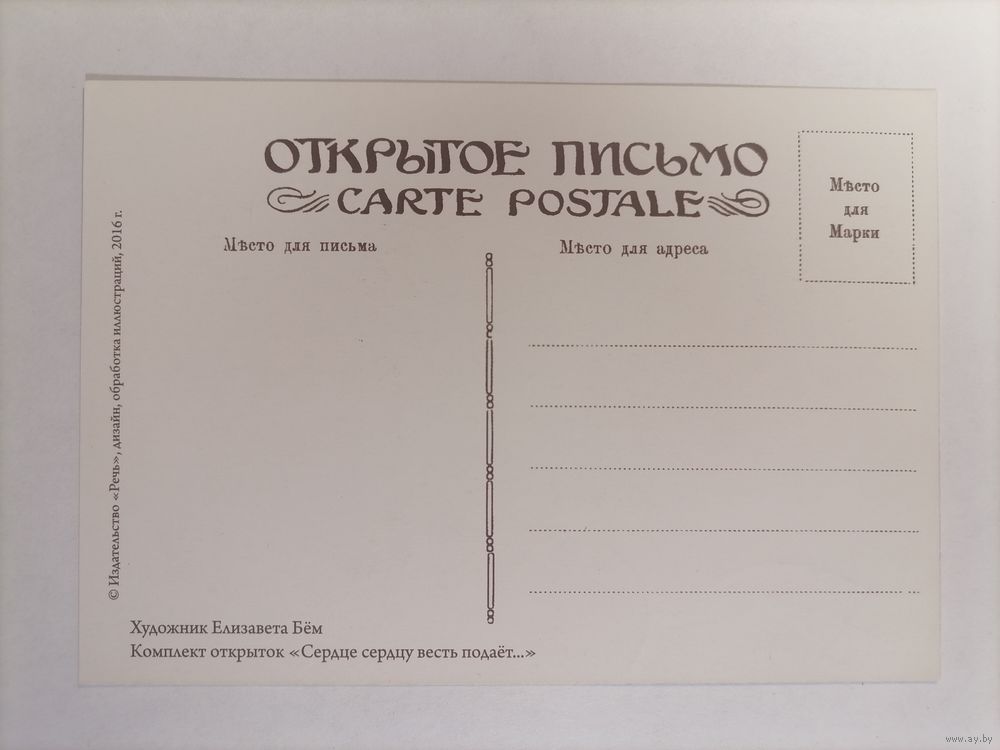 ОТКРЫТОЕ ПИСЬМО
CARTE POSTALE
Мѣсто
для
Марки
Мѣсто для письма
Мѣсто для адреса
© Издательство «Речь», дизайн, обработка иллюстраций, 2016 г.
Художник Елизавета Бём
Комплект открыток «Сердце сердцу весть подаёт...»
www.ay.by